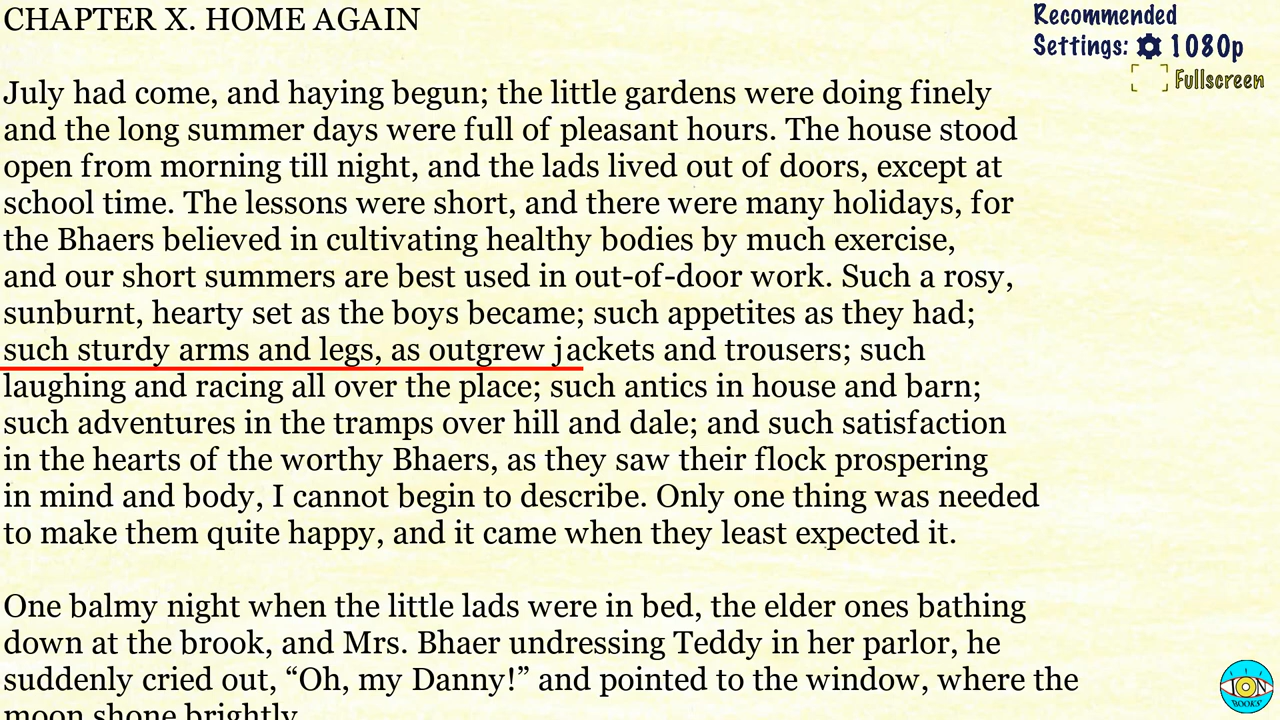 CHAPTER X. HOME AGAIN
Recommended
Settings: 1080p
Fullscreen
July had come, and haying begun; the little gardens were doing finely
and the long summer days were full of pleasant hours. The house stood
open from morning till night, and the lads lived out of doors, except at
school time. The lessons were short, and there were many holidays, for
the Bhaers believed in cultivating healthy bodies by much exercise,
and our short summers are best used in out-of-door work. Such a rosy,
sunburnt, hearty set as the boys became; such appetites as they had;
such sturdy arms and legs, as outgrew jackets and trousers; such
laughing and racing all over the place; such antics in house and barn;
such adventures in the tramps over hill and dale; and such satisfaction
in the hearts of the worthy Bhaers, as they saw their flock prospering
in mind and body, I cannot begin to describe. Only one thing was needed
to make them quite happy, and it came when they least expected it.
One balmy night when the little lads were in bed, the elder ones bathing
down at the brook, and Mrs. Bhaer undressing Teddy in her parlor, he
suddenly cried out, “Oh, my Danny!” and pointed to the window, where the
moon shone brightly.
ION
BOOKS